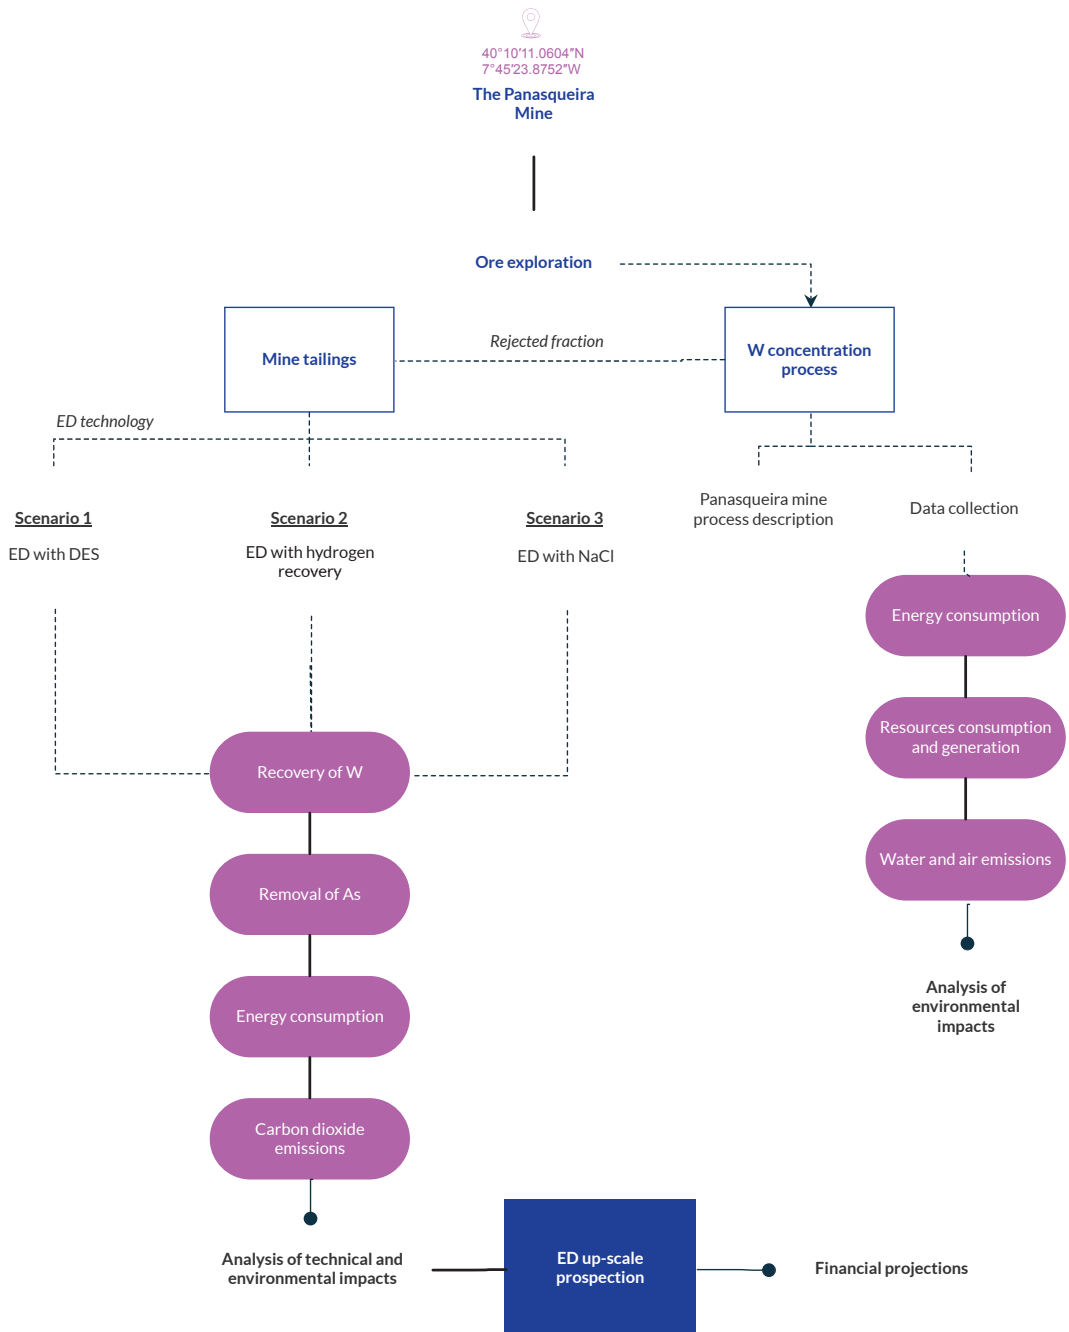 40°10'11.0604"N
7°45'23.8752"W
The Panasqueira
Mine
Ore exploration
Mine tailings
Rejected fraction
W concentration
process
ED technology
Scenario 1
ED with DES
Scenario 2
ED with hydrogen
recovery
Scenario 3
ED with NaCl
Panasqueira mine
process description
Data collection
Energy consumption
Resources consumption
and generation
Water and air emissions
Analysis of
environmental
impacts
Recovery of W
Removal of As
Energy consumption
Carbon dioxide
emissions
Analysis of technical and
environmental impacts
ED up-scale
prospection
Financial projections